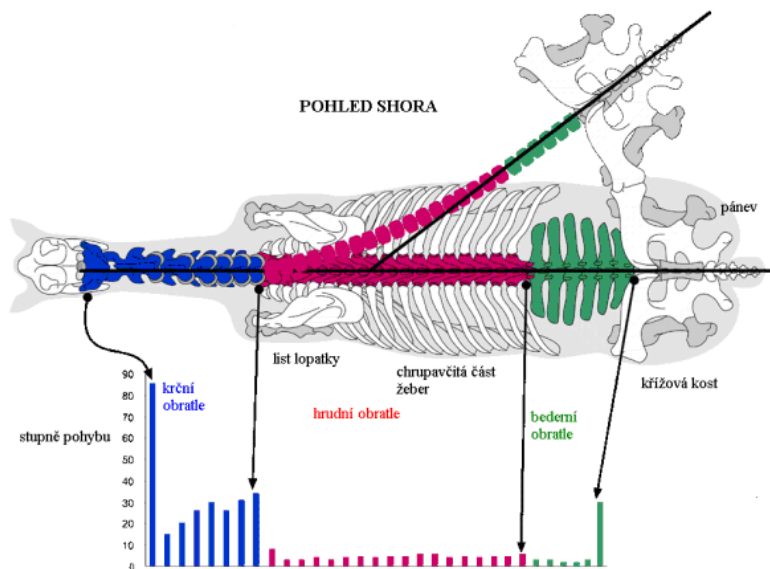 POHLED SHORA
pánev
list lopatky
chrupavčitá část
žeber
křížová kost
krční
obratle
hrudní obratle
bederní
obratle
stupně pohybu
90
80
70
60
50
40
30
20
10
0